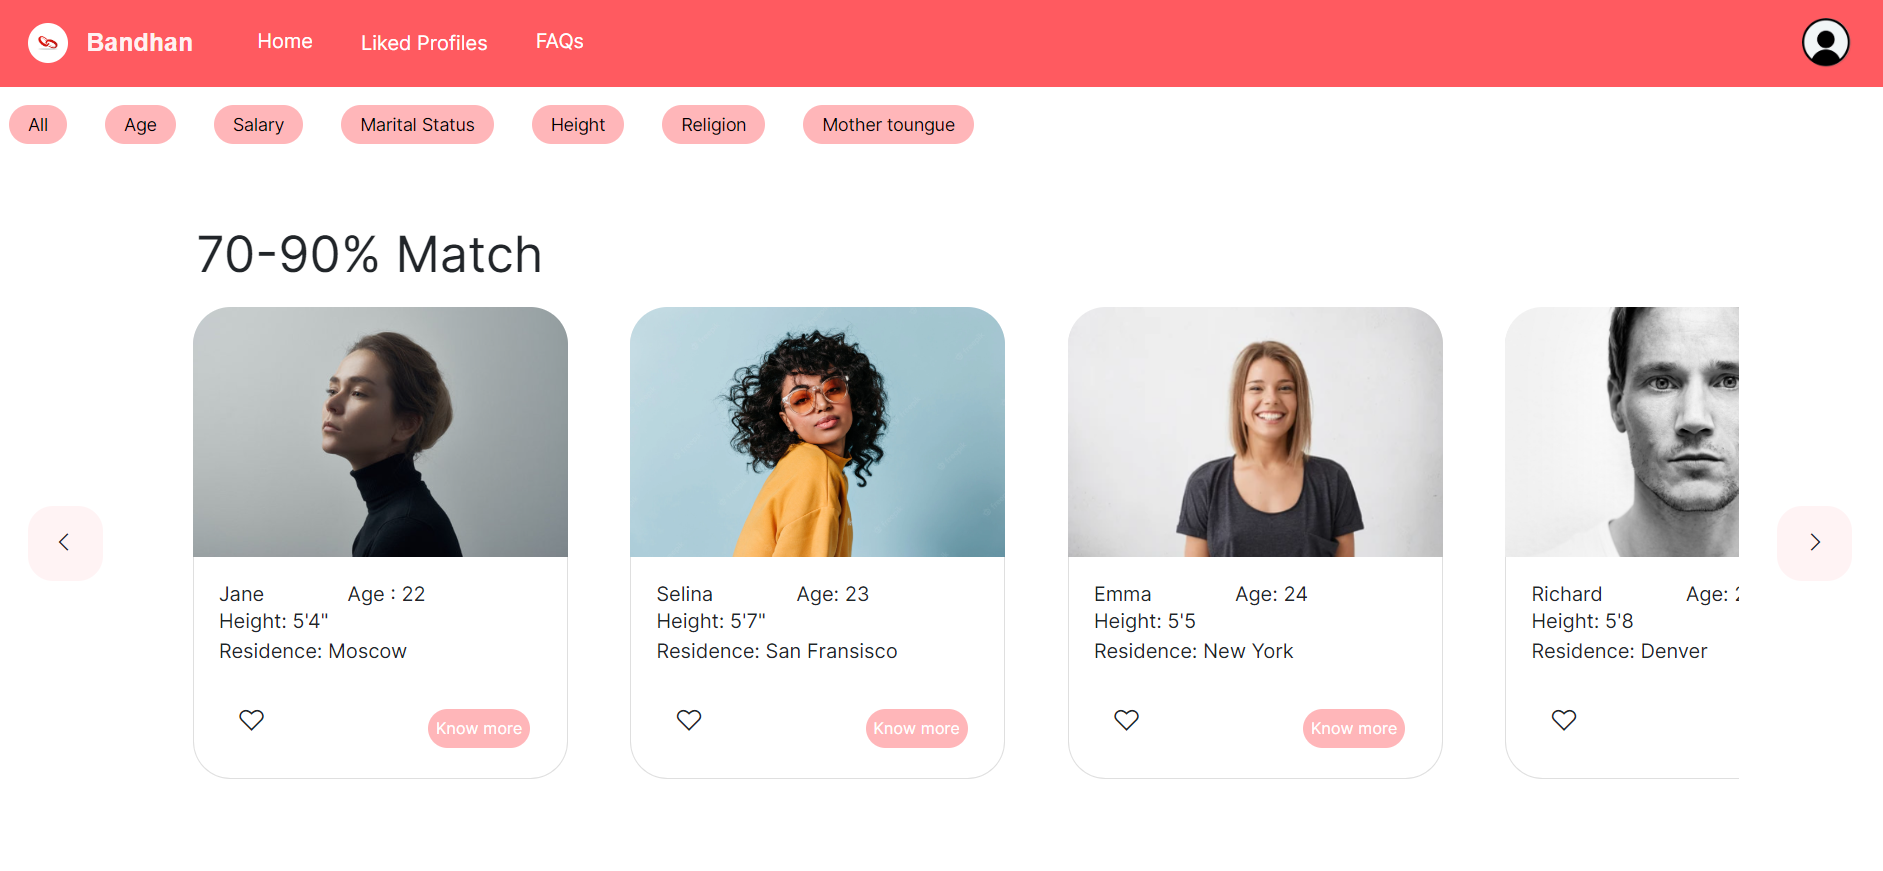 Bandhan Home Liked Profiles FAQs
All Age Salary Marital Status Height Religion Mother toungue
70-90% Match
Jane Age : 22
Height: 5'4"
Residence: Moscow
Know more
Selina Age: 23
Height: 5'7"
Residence: San Fransisco
Know more
Emma Age: 24
Height: 5'5
Residence: New York
Know more
Richard Age:
Height: 5'8
Residence: Denver